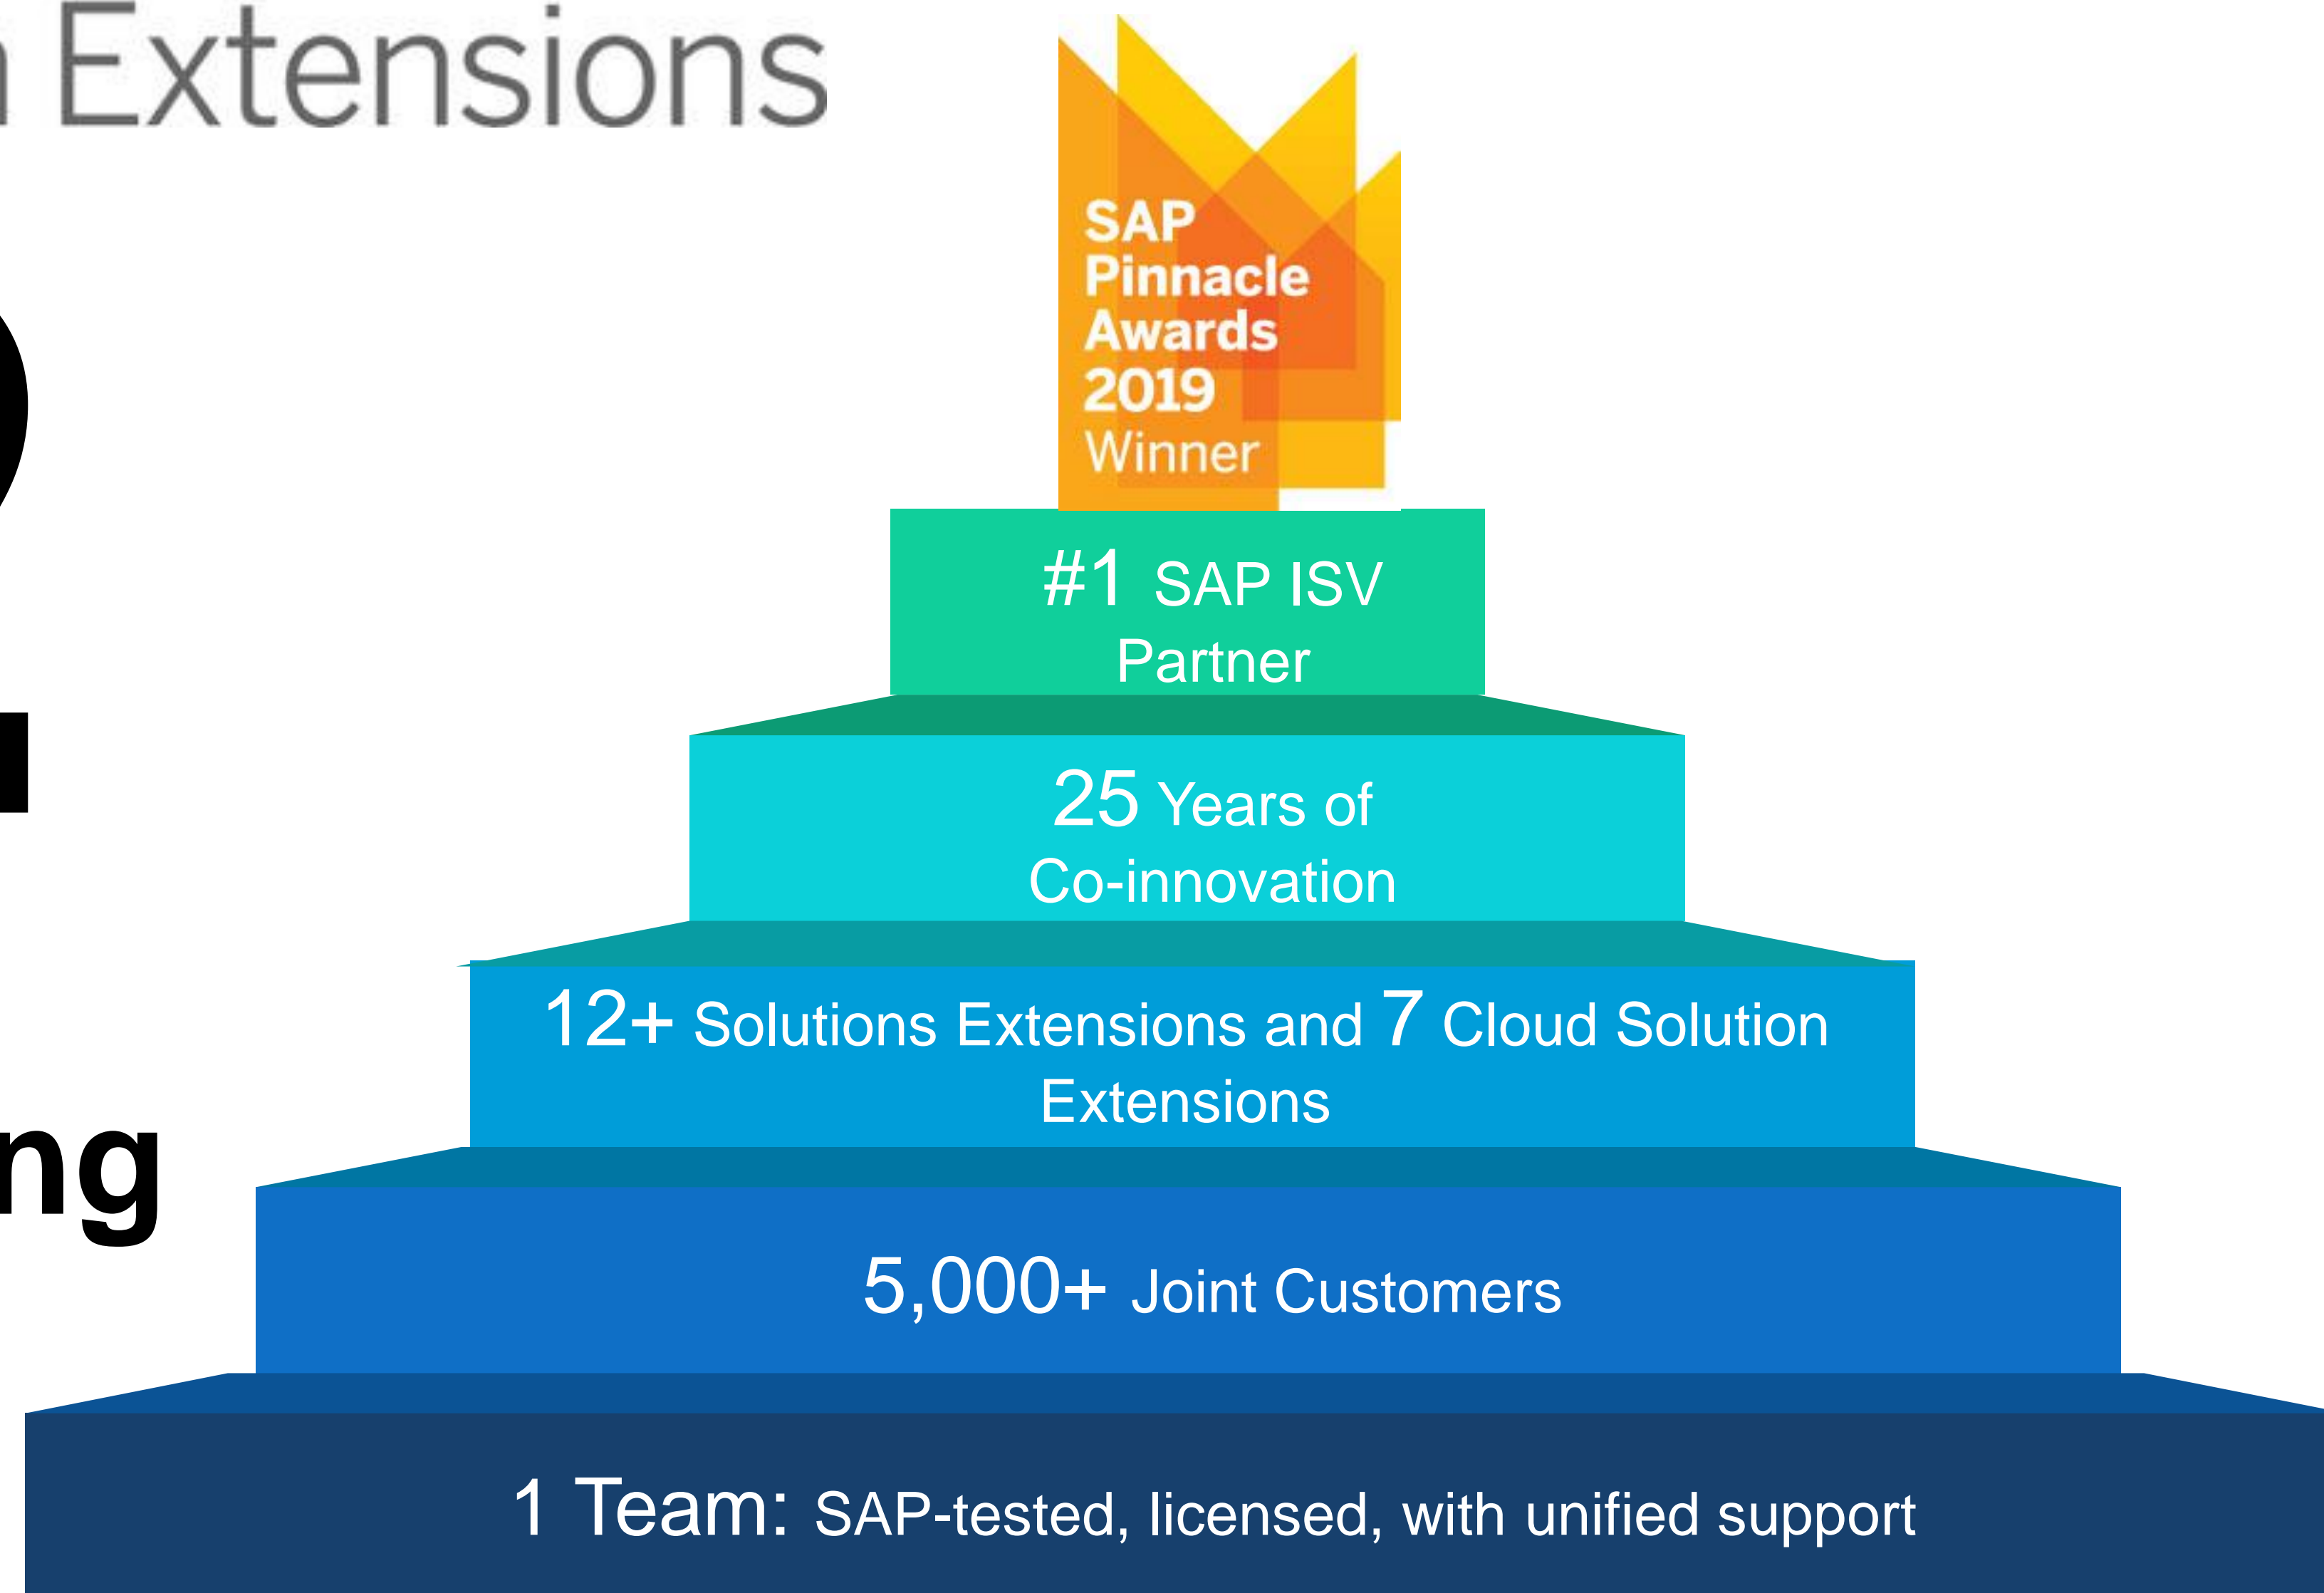 Extensions
SAP
Pinnacle
Awards
2019
Winner
#1 SAP ISV
Partner
25 Years of
Co-innovation
12+ Solutions Extensions and 7 Cloud Solution
Extensions
ng
5,000+ Joint Customers
1 Team: SAP-tested, licensed, with unified support